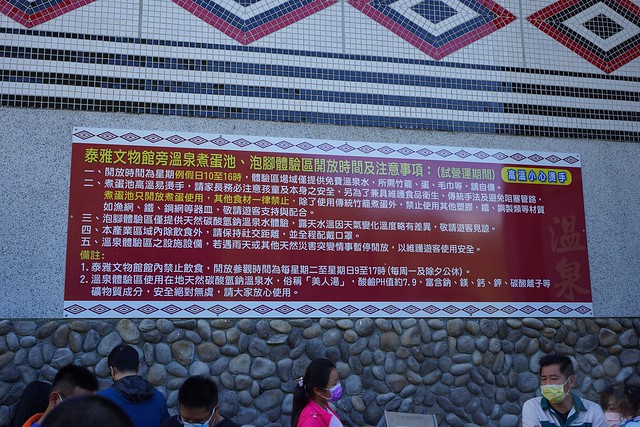 泰雅文物館旁溫泉煮蛋池、泡腳體驗區開放時間及注意事項：(試營運期間)
高溫小心燙手
一、開放時間為星期例假日10至16時，體驗區場域僅提供免費溫泉水，所需竹籠、蛋、毛巾等，請自備。
二、煮蛋池高溫易燙手，請家長務必注意孩童及本身之安全，另為了兼具維護食品衛生、傳統手法及避免阻塞管路，
煮蛋池只開放煮蛋使用，其他食材一律禁止，除了使用傳統竹籠煮蛋外，禁止使用其他塑膠、鐵、鋼製類等材質
如漁網、鐵、鋼網等器皿，敬請遊客支持與配合。
三、泡腳體驗區僅提供天然碳酸氫鈉溫泉水體驗，露天水溫因天氣變化溫度略有差異，敬請遊客見諒。
四、本產業區域內除飲食外，請保持社交距離，並全程配戴口罩。
五、溫泉體驗區之設施設備，若遇雨天或其他天然災害突變情事暫停開放，以維護遊客使用安全。
備註：
1.泰雅文物館館內禁止飲食，開放參觀時間為每星期二至星期日9至17時(每周一及除夕公休)。
2.溫泉體驗區使用在地天然碳酸氫鈉溫泉水，俗稱「美人湯」，酸鹼PH值約7.9，富含鈉、鎂、鈣、鉀、碳酸離子等
礦物質成分，安全絕對無虞，請大家放心使用。
溫泉